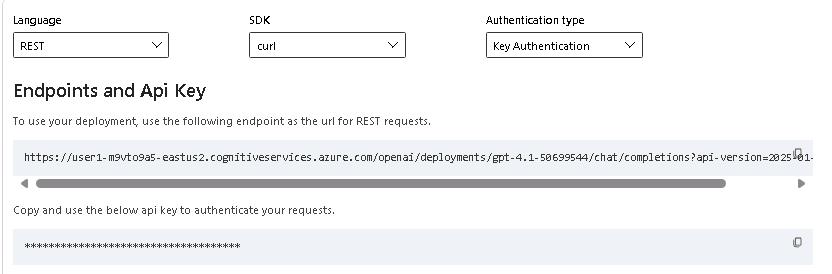 Language SDK Authentication type
REST curl Key Authentication
Endpoints and Api Key
To use your deployment, use the following endpoint as the url for REST requests.
https://user1-m9vto9a5-eastus2.cognitiveservices.azure.com/openai/deployments/gpt-4.1-50699544/chat/completions?api-version=2025-01-
Copy and use the below api key to authenticate your requests.
************************************